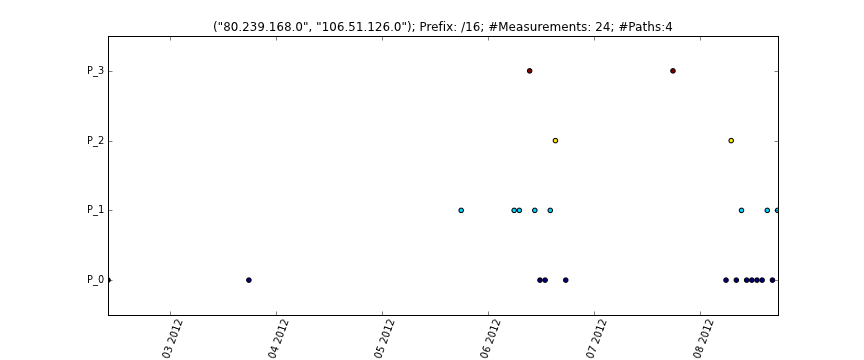 ("80.239.168.0", "106.51.126.0"); Prefix: /16; #Measurements: 24; #Paths:4
P_3
P_2
P_1
P_0
03 2012
04 2012
05 2012
06 2012
07 2012
08 2012